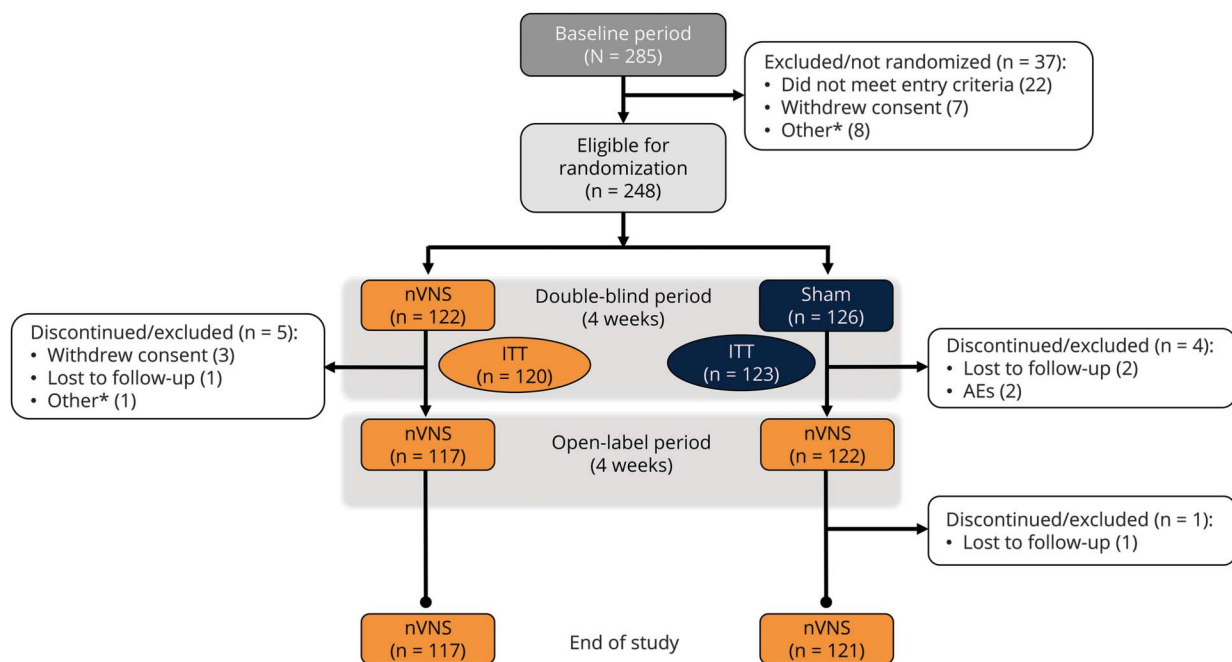 Baseline period
(N = 285)
Excluded/not randomized (n = 37):
• Did not meet entry criteria (22)
• Withdrew consent (7)
• Other* (8)
Eligible for
randomization
(n = 248)
nVNS
(n = 122)
Double-blind period
(4 weeks)
Sham
(n = 126)
ITT
(n = 120)
ITT
(n = 123)
Discontinued/excluded (n = 5):
• Withdrew consent (3)
• Lost to follow-up (1)
• Other* (1)
Discontinued/excluded (n = 4):
• Lost to follow-up (2)
• AEs (2)
nVNS
(n = 117)
Open-label period
(4 weeks)
nVNS
(n = 122)
Discontinued/excluded (n = 1):
• Lost to follow-up (1)
nVNS
(n = 117)
End of study
nVNS
(n = 121)